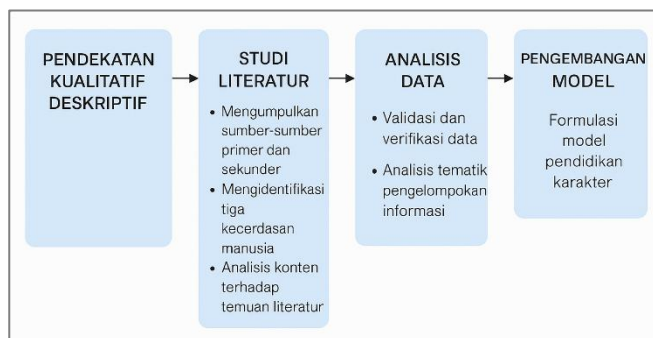 PENDEKATAN
KUALITATIF
DESKRIPTIF
STUDI
LITERATUR
• Mengumpulkan
sumber-sumber
primer dan
sekunder
• Mengidentifikasi
tiga
kecerdasan
manusia
• Analisis konten
terhadap
temuan literatur
ANALISIS
DATA
• Validasi dan
verifikasi data
• Analisis tematik
pengelompokan
informasi
PENGEMBANGAN
MODEL
Formulasi
model
pendidikan
karakter